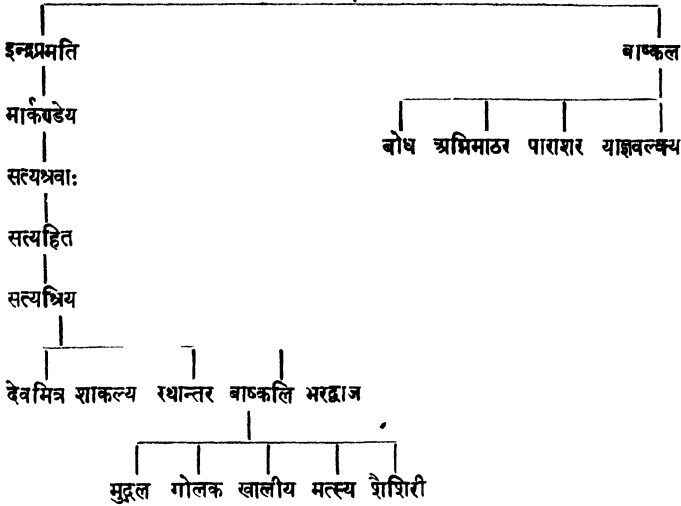 इन्द्रप्रमति बाष्कल
मार्कण्डेय
बोध अग्निमाठर पाराशर याज्ञवल्क्य
सत्यश्रवाः
सत्यहित
सत्यश्रिय
देवमित्र शाकल्य रथान्तर बाष्कलि भरद्वाज
मुद्गल गोलक खालीय मत्स्य शैशिरी